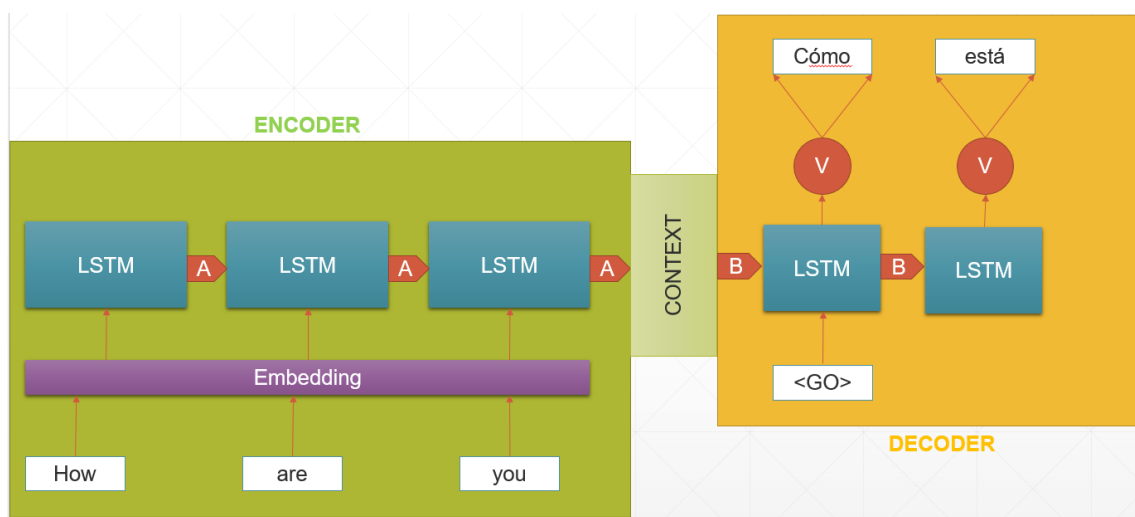 ENCODER
LSTM
A
LSTM
A
LSTM
A
Embedding
How
are
you
CONTEXT
Cómo
está
V
V
B
LSTM
B
LSTM
<GO>
DECODER